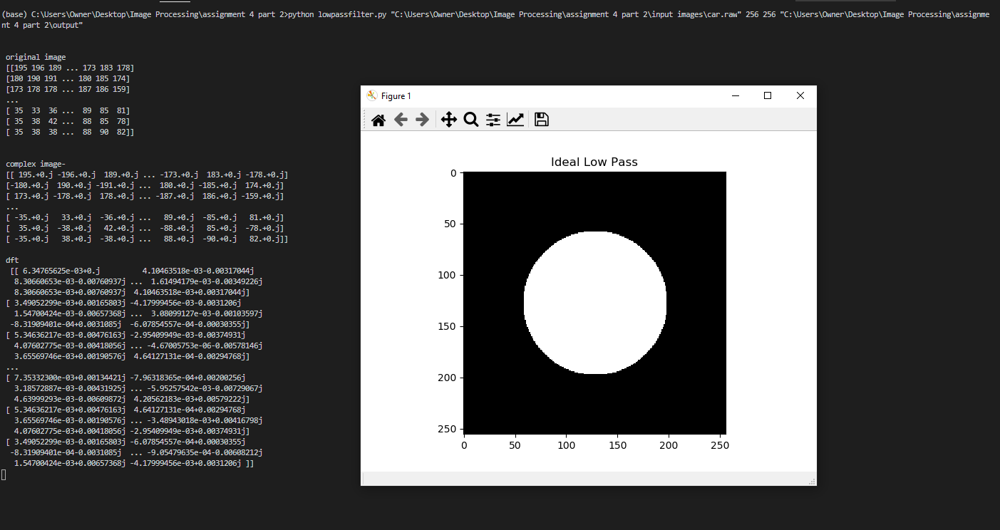 (base) C:\Users\Owner\Desktop\Image Processing\assignment 4 part 2>python lowpassfilter.py "C:\Users\Owner\Desktop\Image Processing\assignment 4 part 2\input images\car.raw" 256 256 "C:\Users\Owner\Desktop\Image Processing\assignme
nt 4 part 2\output"
original image
[[195 196 189 ... 173 183 178]
[180 190 191 ... 180 185 174]
[173 178 178 ... 187 186 159]
...
[ 35  33  36 ...  89  85  81]
[ 35  38  42 ...  88  85  78]
[ 35  38  38 ...  88  90  82]]
complex image-
[[ 195.+0.j -196.+0.j  189.+0.j ... -173.+0.j  183.+0.j -178.+0.j]
[-180.+0.j  190.+0.j -191.+0.j ...  180.+0.j -185.+0.j  174.+0.j]
[ 173.+0.j -178.+0.j  178.+0.j ... -187.+0.j  186.+0.j -159.+0.j]
...
[ -35.+0.j   33.+0.j  -36.+0.j ...   89.+0.j  -85.+0.j   81.+0.j]
[  35.+0.j  -38.+0.j   42.+0.j ...  -88.+0.j   85.+0.j  -78.+0.j]
[ -35.+0.j   38.+0.j  -38.+0.j ...   88.+0.j  -90.+0.j   82.+0.j]]
dft
[[ 6.34765625e-03+0.j          4.10463518e-03-0.00317044j
8.30660653e-03-0.00760937j ...  1.61494179e-03-0.00349226j
8.30660653e-03+0.00760937j  4.10463518e-03+0.00317044j]
[ 3.49052299e-03+0.00165803j -4.17999456e-03-0.0031206j
1.54700424e-03-0.00657368j ...  3.08099127e-03-0.00103597j
-8.31909401e-04+0.0031085j  -6.07854557e-04-0.00030355j]
[ 5.34636217e-03-0.00476163j -2.95409949e-03-0.00374931j
4.07602775e-03-0.00418056j ... -4.67005753e-06-0.00578146j
3.65569746e-03+0.00190576j  4.64127131e-04-0.00294768j]
...
[ 7.35332300e-03+0.00134421j -7.96318365e-04+0.00200256j
3.18572887e-03-0.00431925j ... -5.95257542e-03-0.00729067j
4.63999293e-03-0.00609872j  4.20562183e-03+0.00579222j]
[ 5.34636217e-03+0.00476163j  4.64127131e-04+0.00294768j
3.65569746e-03-0.00190576j ... -3.48943018e-03+0.00416798j
4.07602775e-03+0.00418056j -2.95409949e-03+0.00374931j]
[ 3.49052299e-03-0.00165803j -6.07854557e-04+0.00030355j
-8.31909401e-04-0.0031085j  ... -9.05479635e-04-0.00608212j
1.54700424e-03+0.00657368j -4.17999456e-03+0.0031206j ]]
Figure 1
Ideal Low Pass
0
50
100
150
200
250
0 50 100 150 200 250